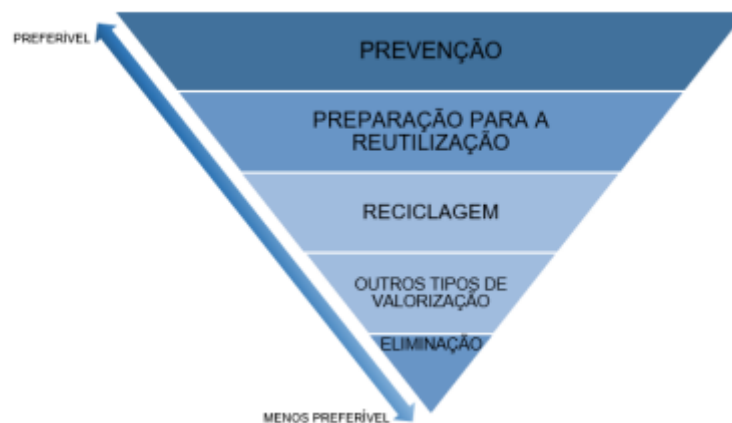 PREFERÍVEL
PREVENÇÃO
PREPARAÇÃO PARA A
REUTILIZAÇÃO
RECICLAGEM
OUTROS TIPOS DE
VALORIZAÇÃO
ELIMINAÇÃO
MENOS PREFERÍVEL